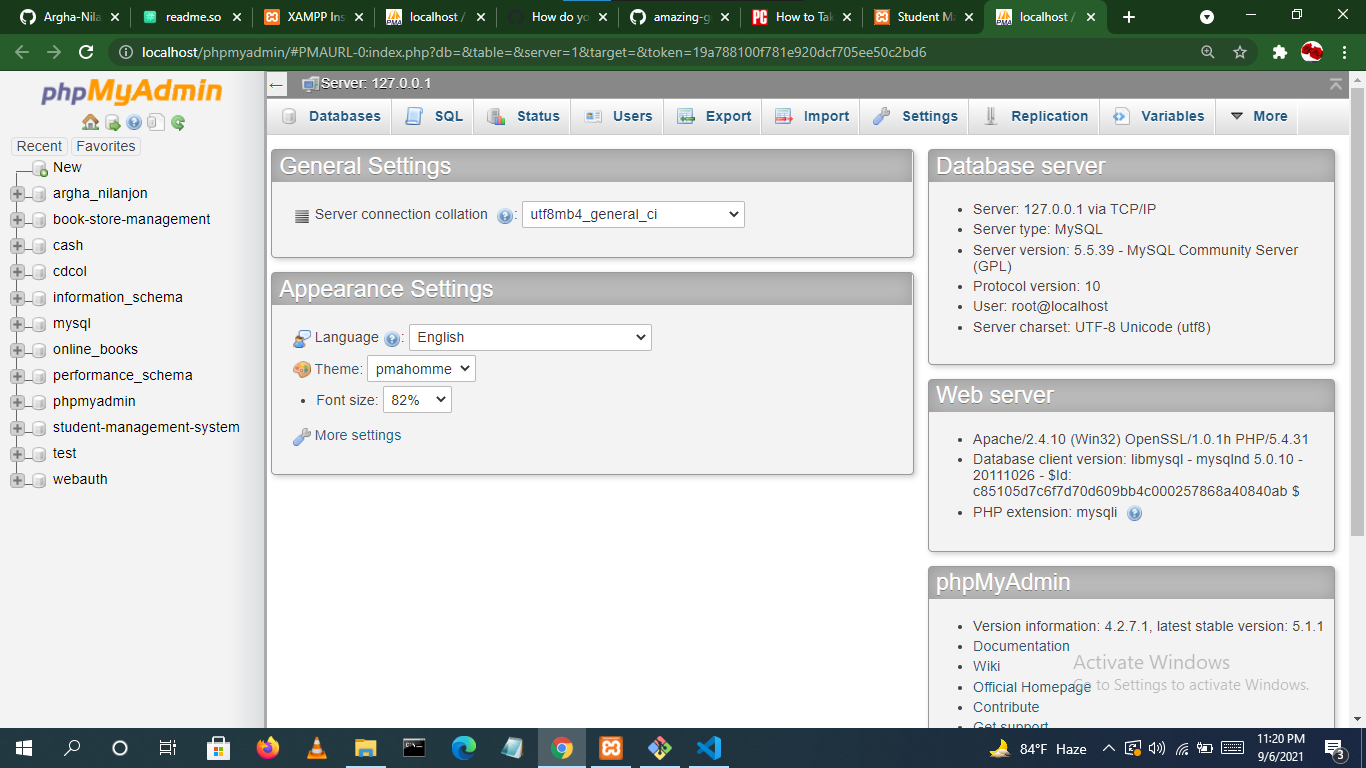 Argha-Nila
readme.so
XAMPP Ins
localhost /
How do yo
amazing-g
How to Tak
Student Ma
localhost /
localhost/phpmyadmin/#PMAURL-0:index.php?db=&table=&server=1&target=&token=19a788100f781e920dcf705ee50c2bd6
phpMyAdmin
Recent Favorites
New
argha_nilanjon
book-store-management
cash
cdcol
information_schema
mysql
online_books
performance_schema
phpmyadmin
student-management-system
test
webauth
Server: 127.0.0.1
Databases SQL Status Users Export Import Settings Replication Variables More
General Settings
Server connection collation : utf8mb4_general_ci
Appearance Settings
Language : English
Theme: pmahomme
Font size: 82%
More settings
Database server
Server: 127.0.0.1 via TCP/IP
Server type: MySQL
Server version: 5.5.39 - MySQL Community Server
(GPL)
Protocol version: 10
User: root@localhost
Server charset: UTF-8 Unicode (utf8)
Web server
Apache/2.4.10 (Win32) OpenSSL/1.0.1h PHP/5.4.31
Database client version: libmysql - mysqlnd 5.0.10 -
20111026 - $Id:
c85105d7c6f7d70d609bb4c000257868a40840ab $
PHP extension: mysqli
phpMyAdmin
Version information: 4.2.7.1, latest stable version: 5.1.1
Documentation
Wiki
Official Homepage
Contribute
Get support
Activate Windows
Go to Settings to activate Windows.
84°F Haze
11:20 PM
9/6/2021
3